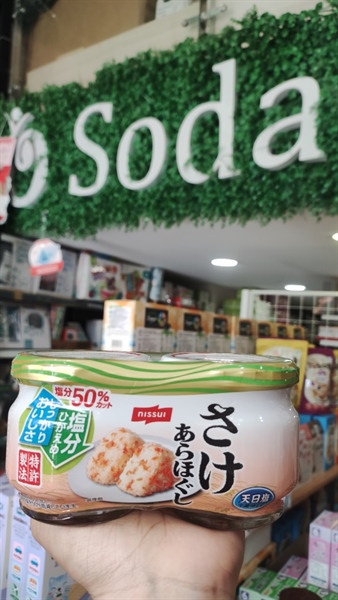 Soda
塩分50%カット
nissui
さけ
あらほぐし
塩分
ひかえめ
しっかり
おいしさ
特許
製法
天日塩